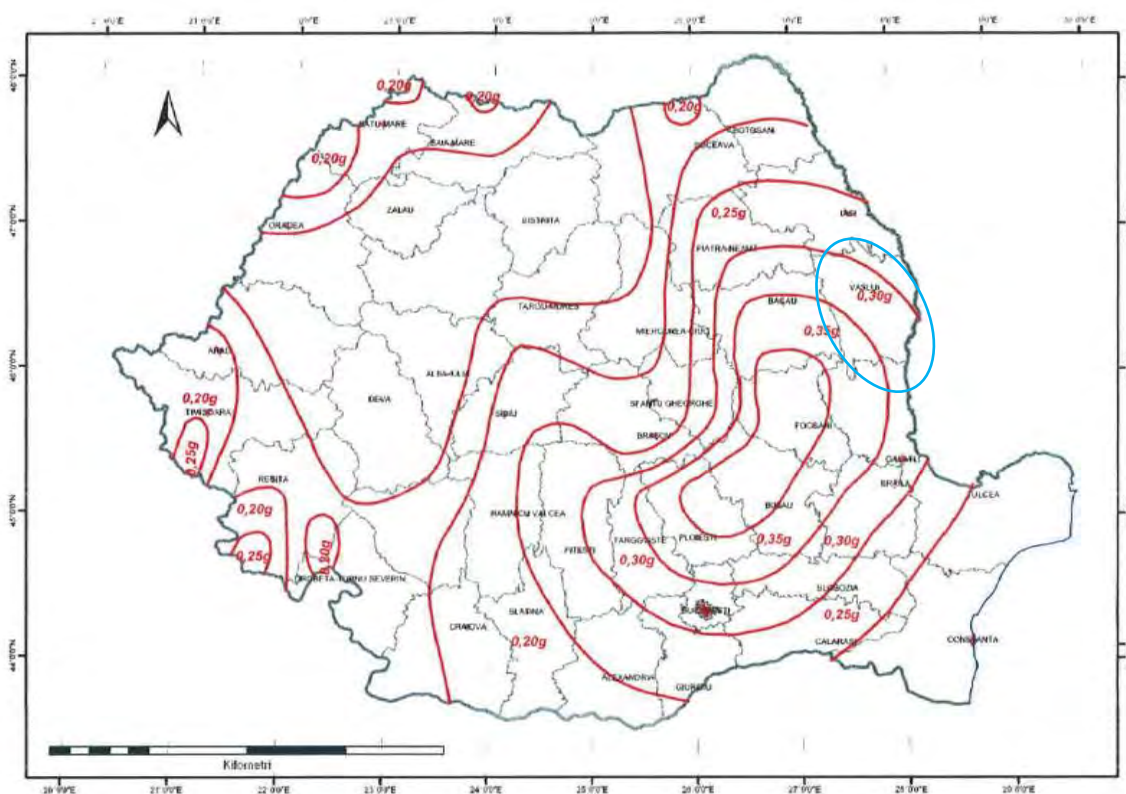 0,20g
0,20g
0,20g
SATU MARE
BAIA MARE
BOTOSANI
SUCEAVA
0,20g
ZALAU
ORADEA
BISTRITA
0,25g
IASI
PIATRA-NEAMT
VASLUI
0,30g
BACAU
TARGU-MURES
MIERCUREA-CIUC
0,35g
ARAD
ALBA-IULIA
DEVA
SIBIU
SFANTU GHEORGHE
0,20g
TIMISOARA
FOCSANI
BRASOV
0,25g
GALATI
RESITA
BRAILA
TULCEA
0,20g
RAMNICU VALCEA
BUZAU
0,25g
PITESTI
TARGOVISTE
PLOIESTI
0,35g
0,30g
0,30g
DROBETA-TURNU SEVERIN
SLOBOZIA
SLATINA
BUCURESTI
0,25g
CRAIOVA
0,20g
CALARASI
CONSTANTA
ALEXANDRIA
GIURGIU
Kilometri